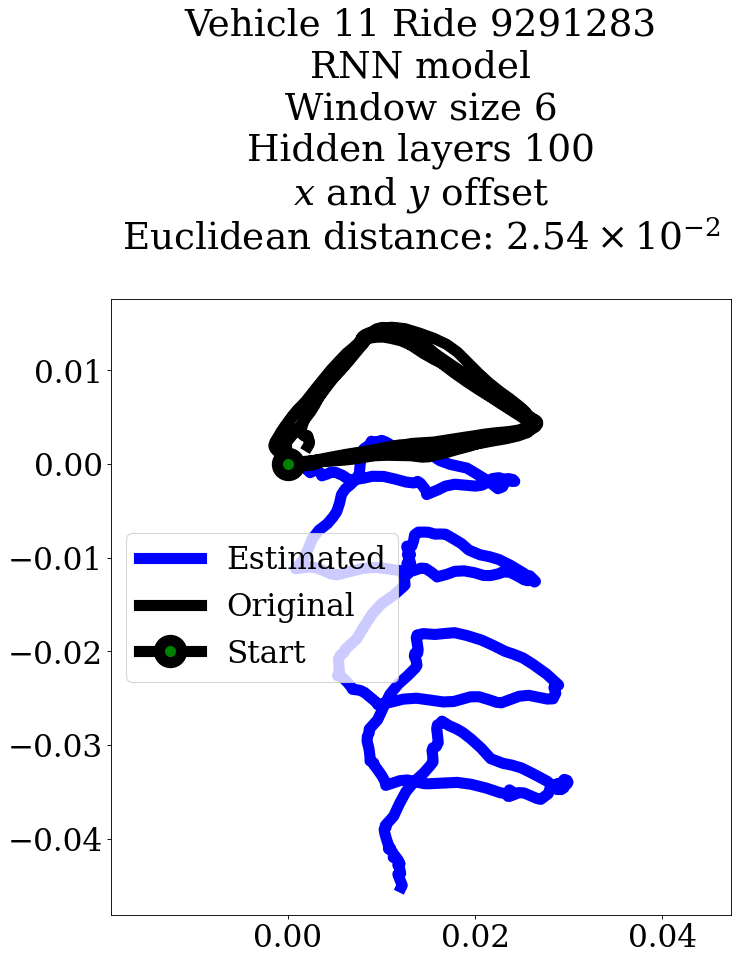 Vehicle 11 Ride 9291283
RNN model
Window size 6
Hidden layers 100
x and y offset
Euclidean distance: 2.54 × 10⁻²
0.01
0.00
−0.01
−0.02
−0.03
−0.04
Estimated
Original
Start
0.00 0.02 0.04